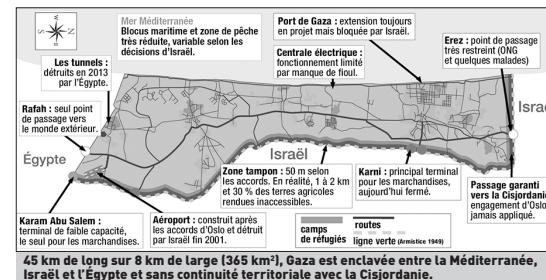 Mer Méditerranée
Blocus maritime et zone de pêche
très réduite, variable selon les
décisions d'Israël.
Port de Gaza : extension toujours
en projet mais bloquée par Israël.
Erez : point de passage
très restreint (ONG
et quelques malades)
Les tunnels :
détruits en 2013
par l'Égypte.
Centrale électrique :
fonctionnement limité
par manque de fioul.
Rafah : seul point
de passage vers
le monde extérieur.
Égypte
Israël
Zone tampon : 50 m selon
les accords. En réalité, 1 à 2 km
et 30 % des terres agricoles
rendues inaccessibles.
Karni : principal terminal
pour les marchandises,
aujourd'hui fermé.
Passage garanti
vers la Cisjordanie
engagement d'Oslo
jamais appliqué.
Karam Abu Salem :
terminal de faible capacité,
le seul pour les marchandises.
Aéroport : construit après
les accords d'Oslo et détruit
par Israël fin 2001.
camps
de réfugiés
routes
ligne verte (Armistice 1949)
45 km de long sur 8 km de large (365 km²), Gaza est enclavée entre la Méditerranée,
Israël et l'Égypte et sans continuité territoriale avec la Cisjordanie.